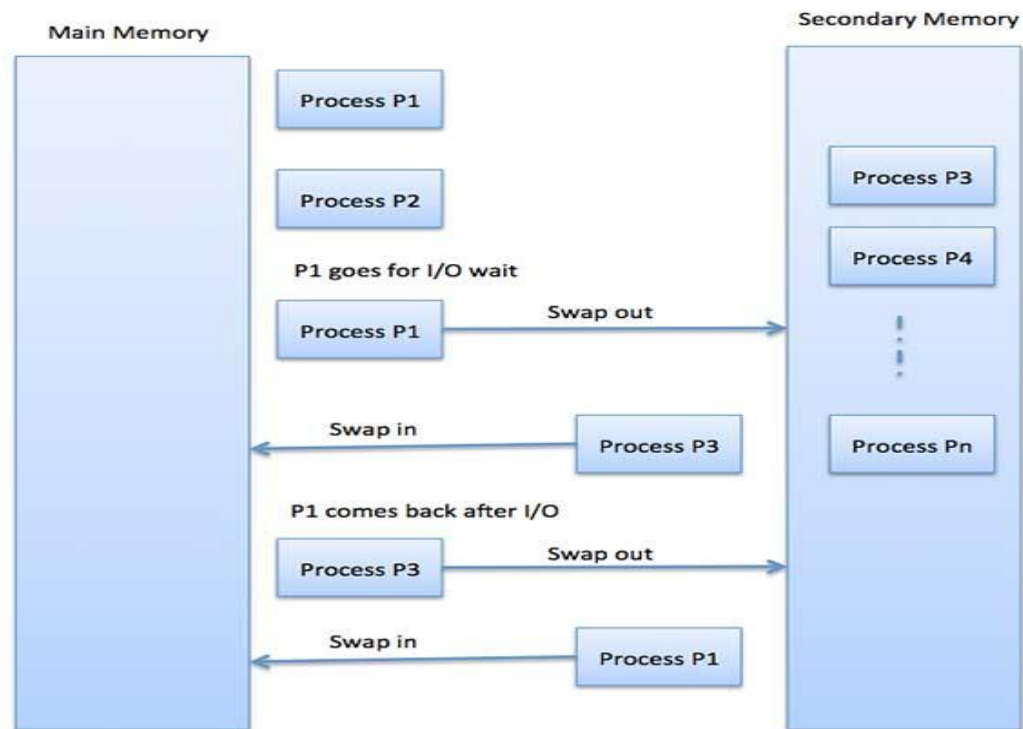 Main Memory
Secondary Memory
Process P1
Process P3
Process P2
Process P4
P1 goes for I/O wait
Process P1
Swap out
Swap in
Process P3
Process Pn
P1 comes back after I/O
Process P3
Swap out
Swap in
Process P1